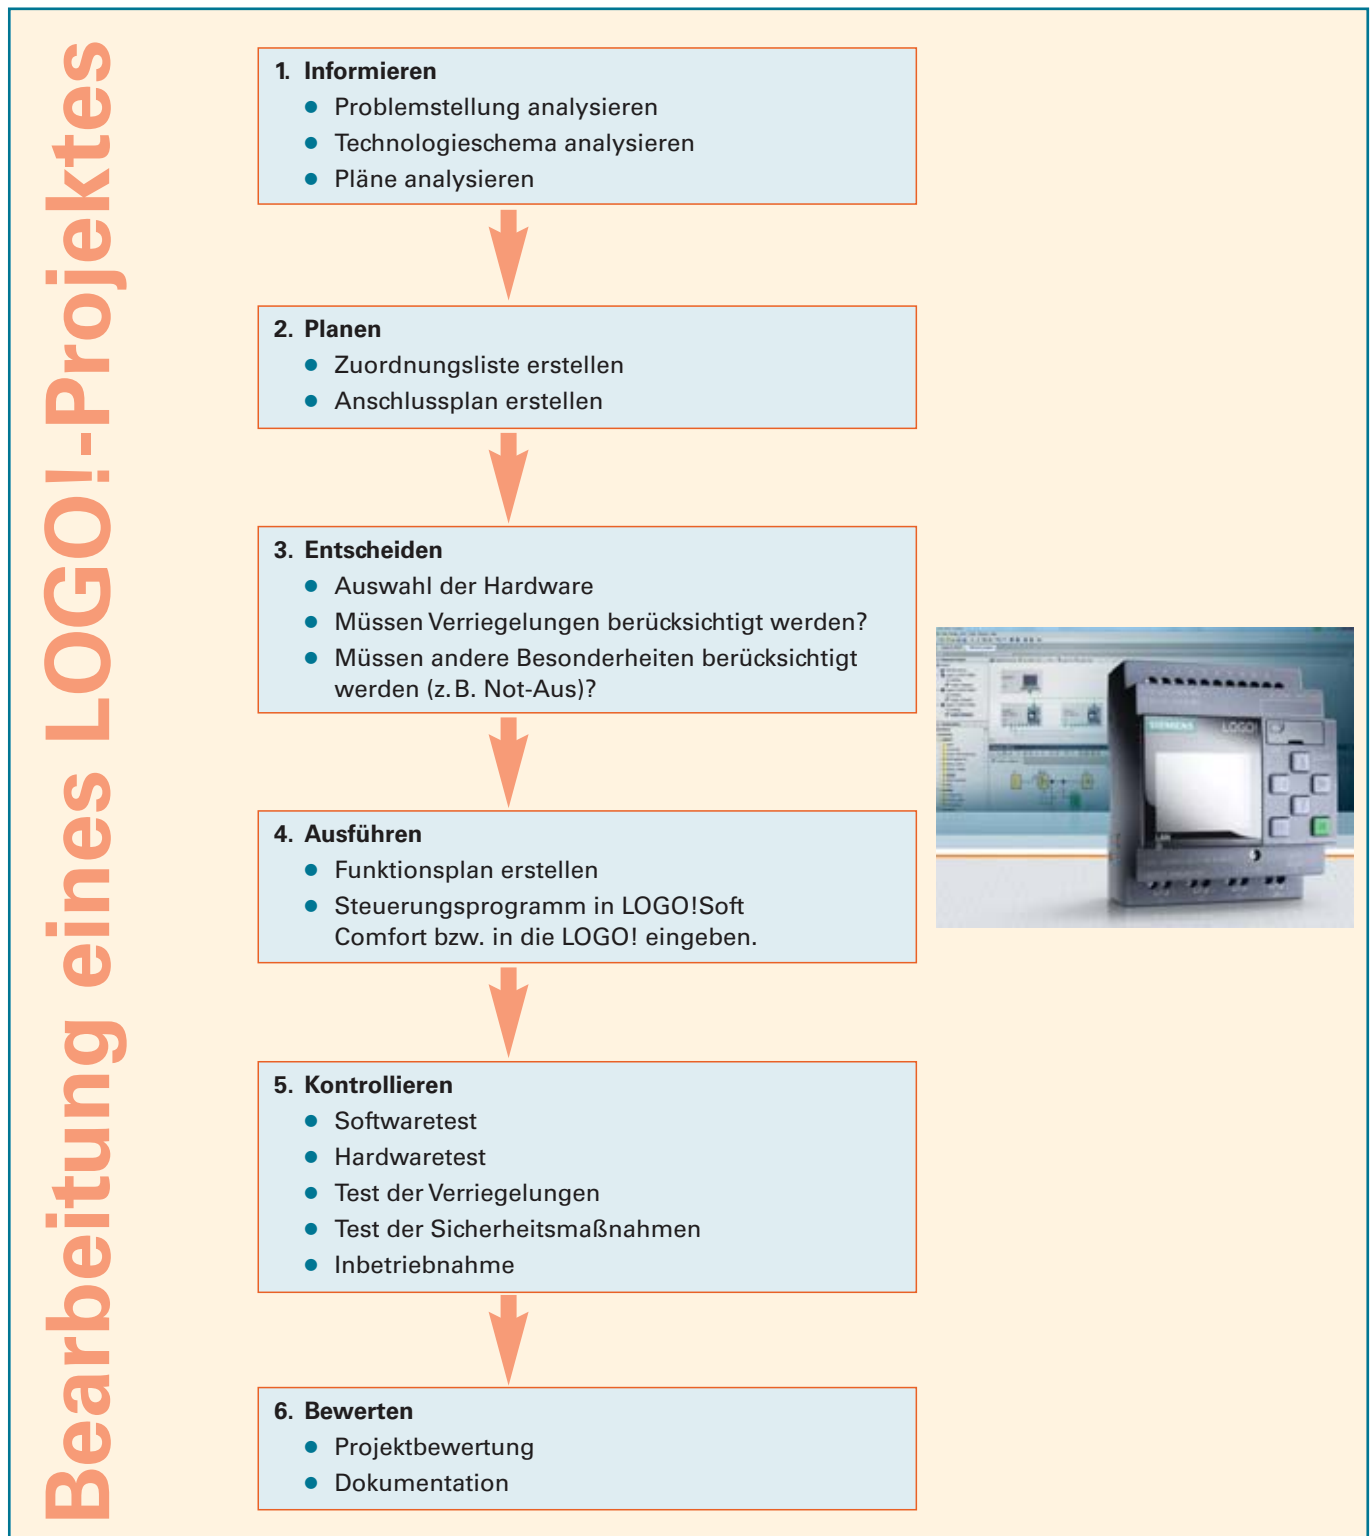 Bearbeitung eines LOGO!-Projektes
1. Informieren
● Problemstellung analysieren
● Technologieschema analysieren
● Pläne analysieren
2. Planen
● Zuordnungsliste erstellen
● Anschlussplan erstellen
3. Entscheiden
● Auswahl der Hardware
● Müssen Verriegelungen berücksichtigt werden?
● Müssen andere Besonderheiten berücksichtigt
werden (z. B. Not-Aus)?
SIEMENS LOGO!
4. Ausführen
● Funktionsplan erstellen
● Steuerungsprogramm in LOGO!Soft
Comfort bzw. in die LOGO! eingeben.
5. Kontrollieren
● Softwaretest
● Hardwaretest
● Test der Verriegelungen
● Test der Sicherheitsmaßnahmen
● Inbetriebnahme
6. Bewerten
● Projektbewertung
● Dokumentation